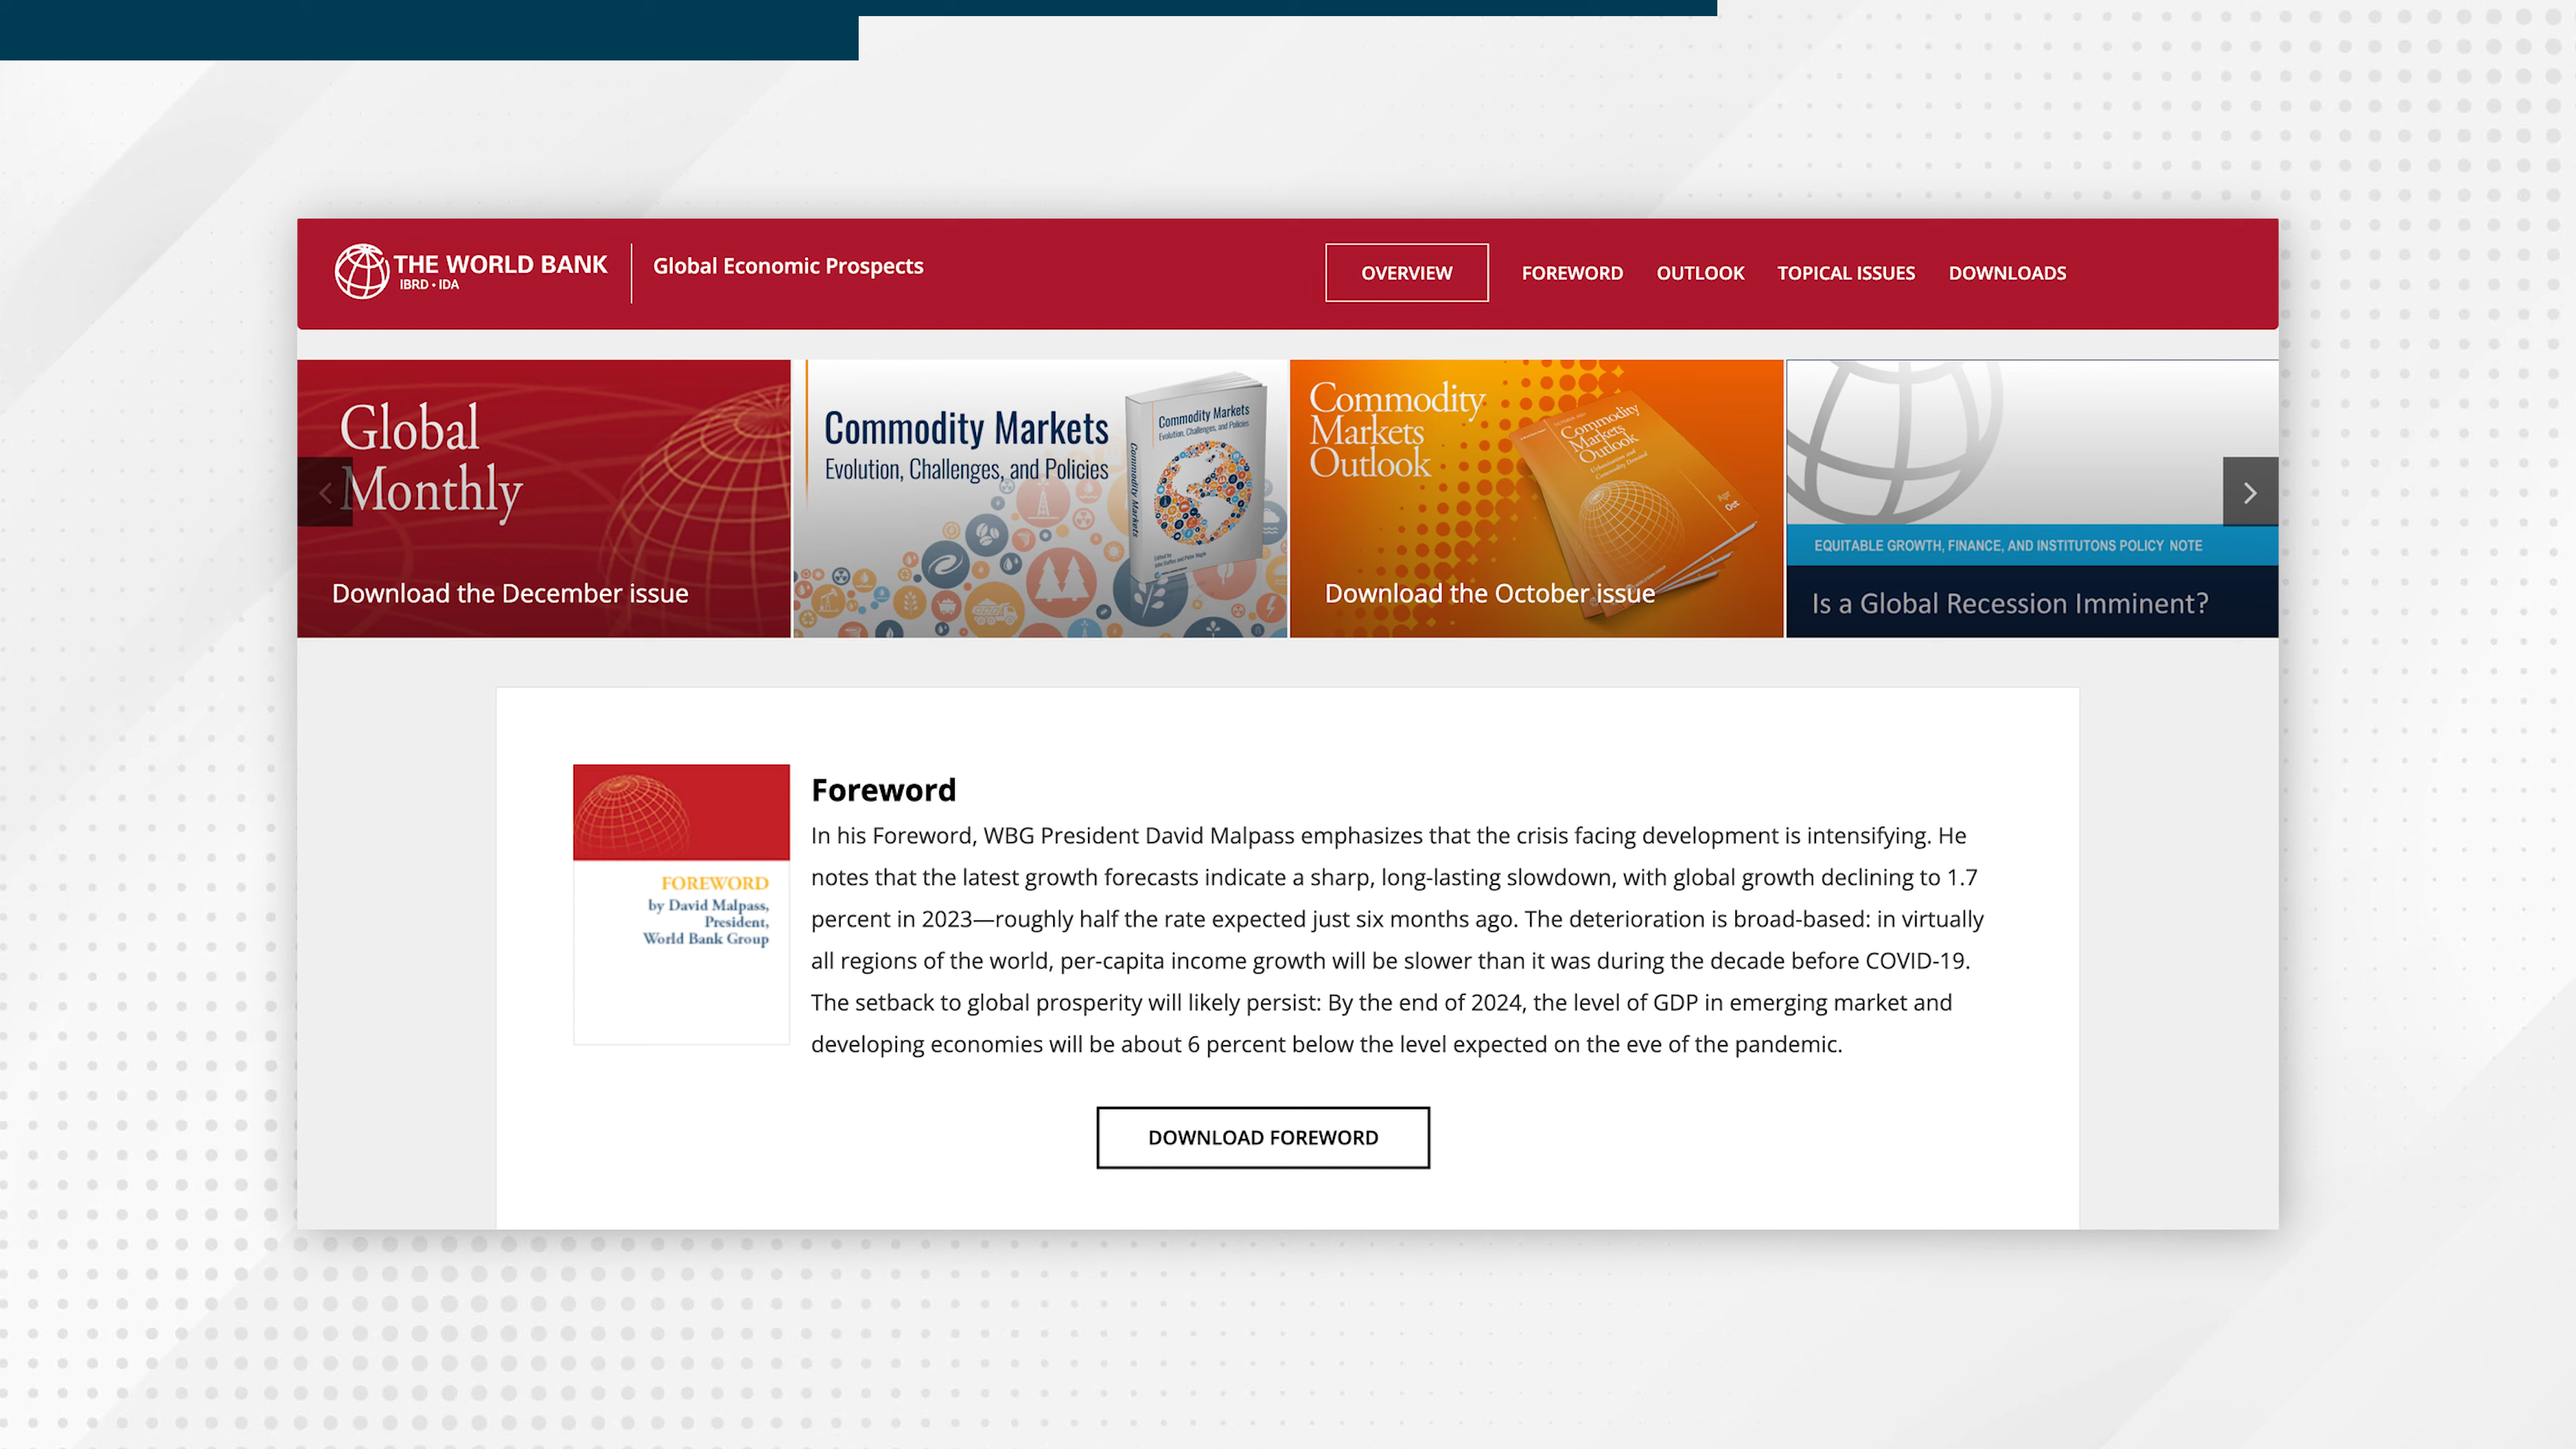 THE WORLD BANK
IBRD • IDA
Global Economic Prospects
OVERVIEW
FOREWORD
OUTLOOK
TOPICAL ISSUES
DOWNLOADS
Global
Monthly
Download the December issue
Commodity Markets
Evolution, Challenges, and Policies
Commodity Markets
Commodity Markets
Evolution, Challenges, and Policies
Commodity
Markets
Outlook
Commodity
Markets
Outlook
Oct
Download the October issue
EQUITABLE GROWTH, FINANCE, AND INSTITUTONS POLICY NOTE
Is a Global Recession Imminent?
FOREWORD
by David Malpass,
President,
World Bank Group
Foreword
In his Foreword, WBG President David Malpass emphasizes that the crisis facing development is intensifying. He
notes that the latest growth forecasts indicate a sharp, long-lasting slowdown, with global growth declining to 1.7
percent in 2023—roughly half the rate expected just six months ago. The deterioration is broad-based: in virtually
all regions of the world, per-capita income growth will be slower than it was during the decade before COVID-19.
The setback to global prosperity will likely persist: By the end of 2024, the level of GDP in emerging market and
developing economies will be about 6 percent below the level expected on the eve of the pandemic.
DOWNLOAD FOREWORD